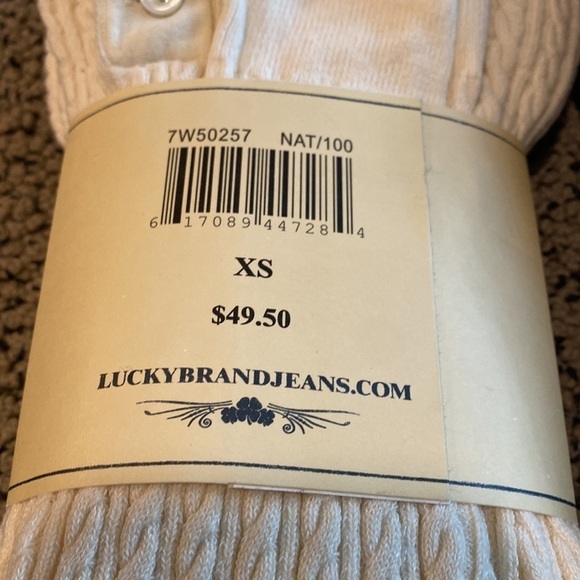 7W50257 NAT/100
6 17089 44728 4
XS
$49.50
LUCKYBRANDJEANS.COM